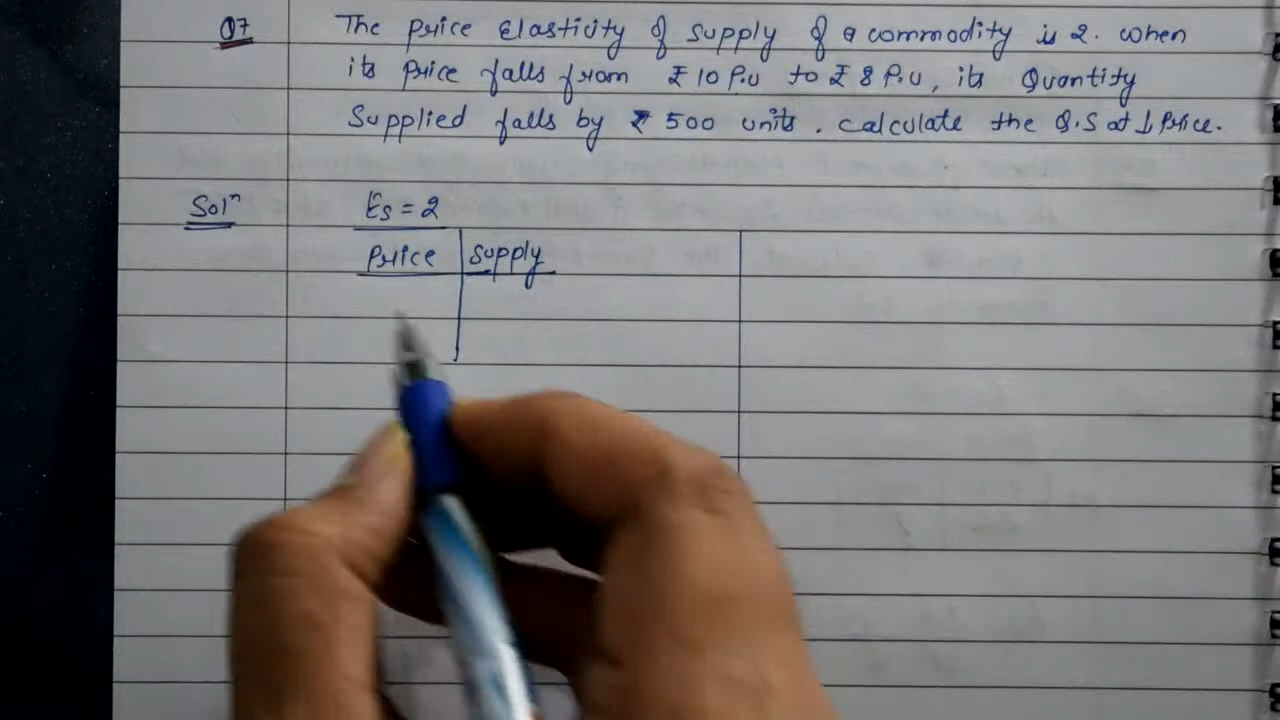 Q7 The price Elasticity of supply of a commodity is 2. when
its price falls from ₹ 10 P.u to ₹ 8 P.u, its Quantity
Supplied falls by ₹ 500 units. calculate the Q.S at ↓ Price.
Solⁿ Es = 2
Price Supply